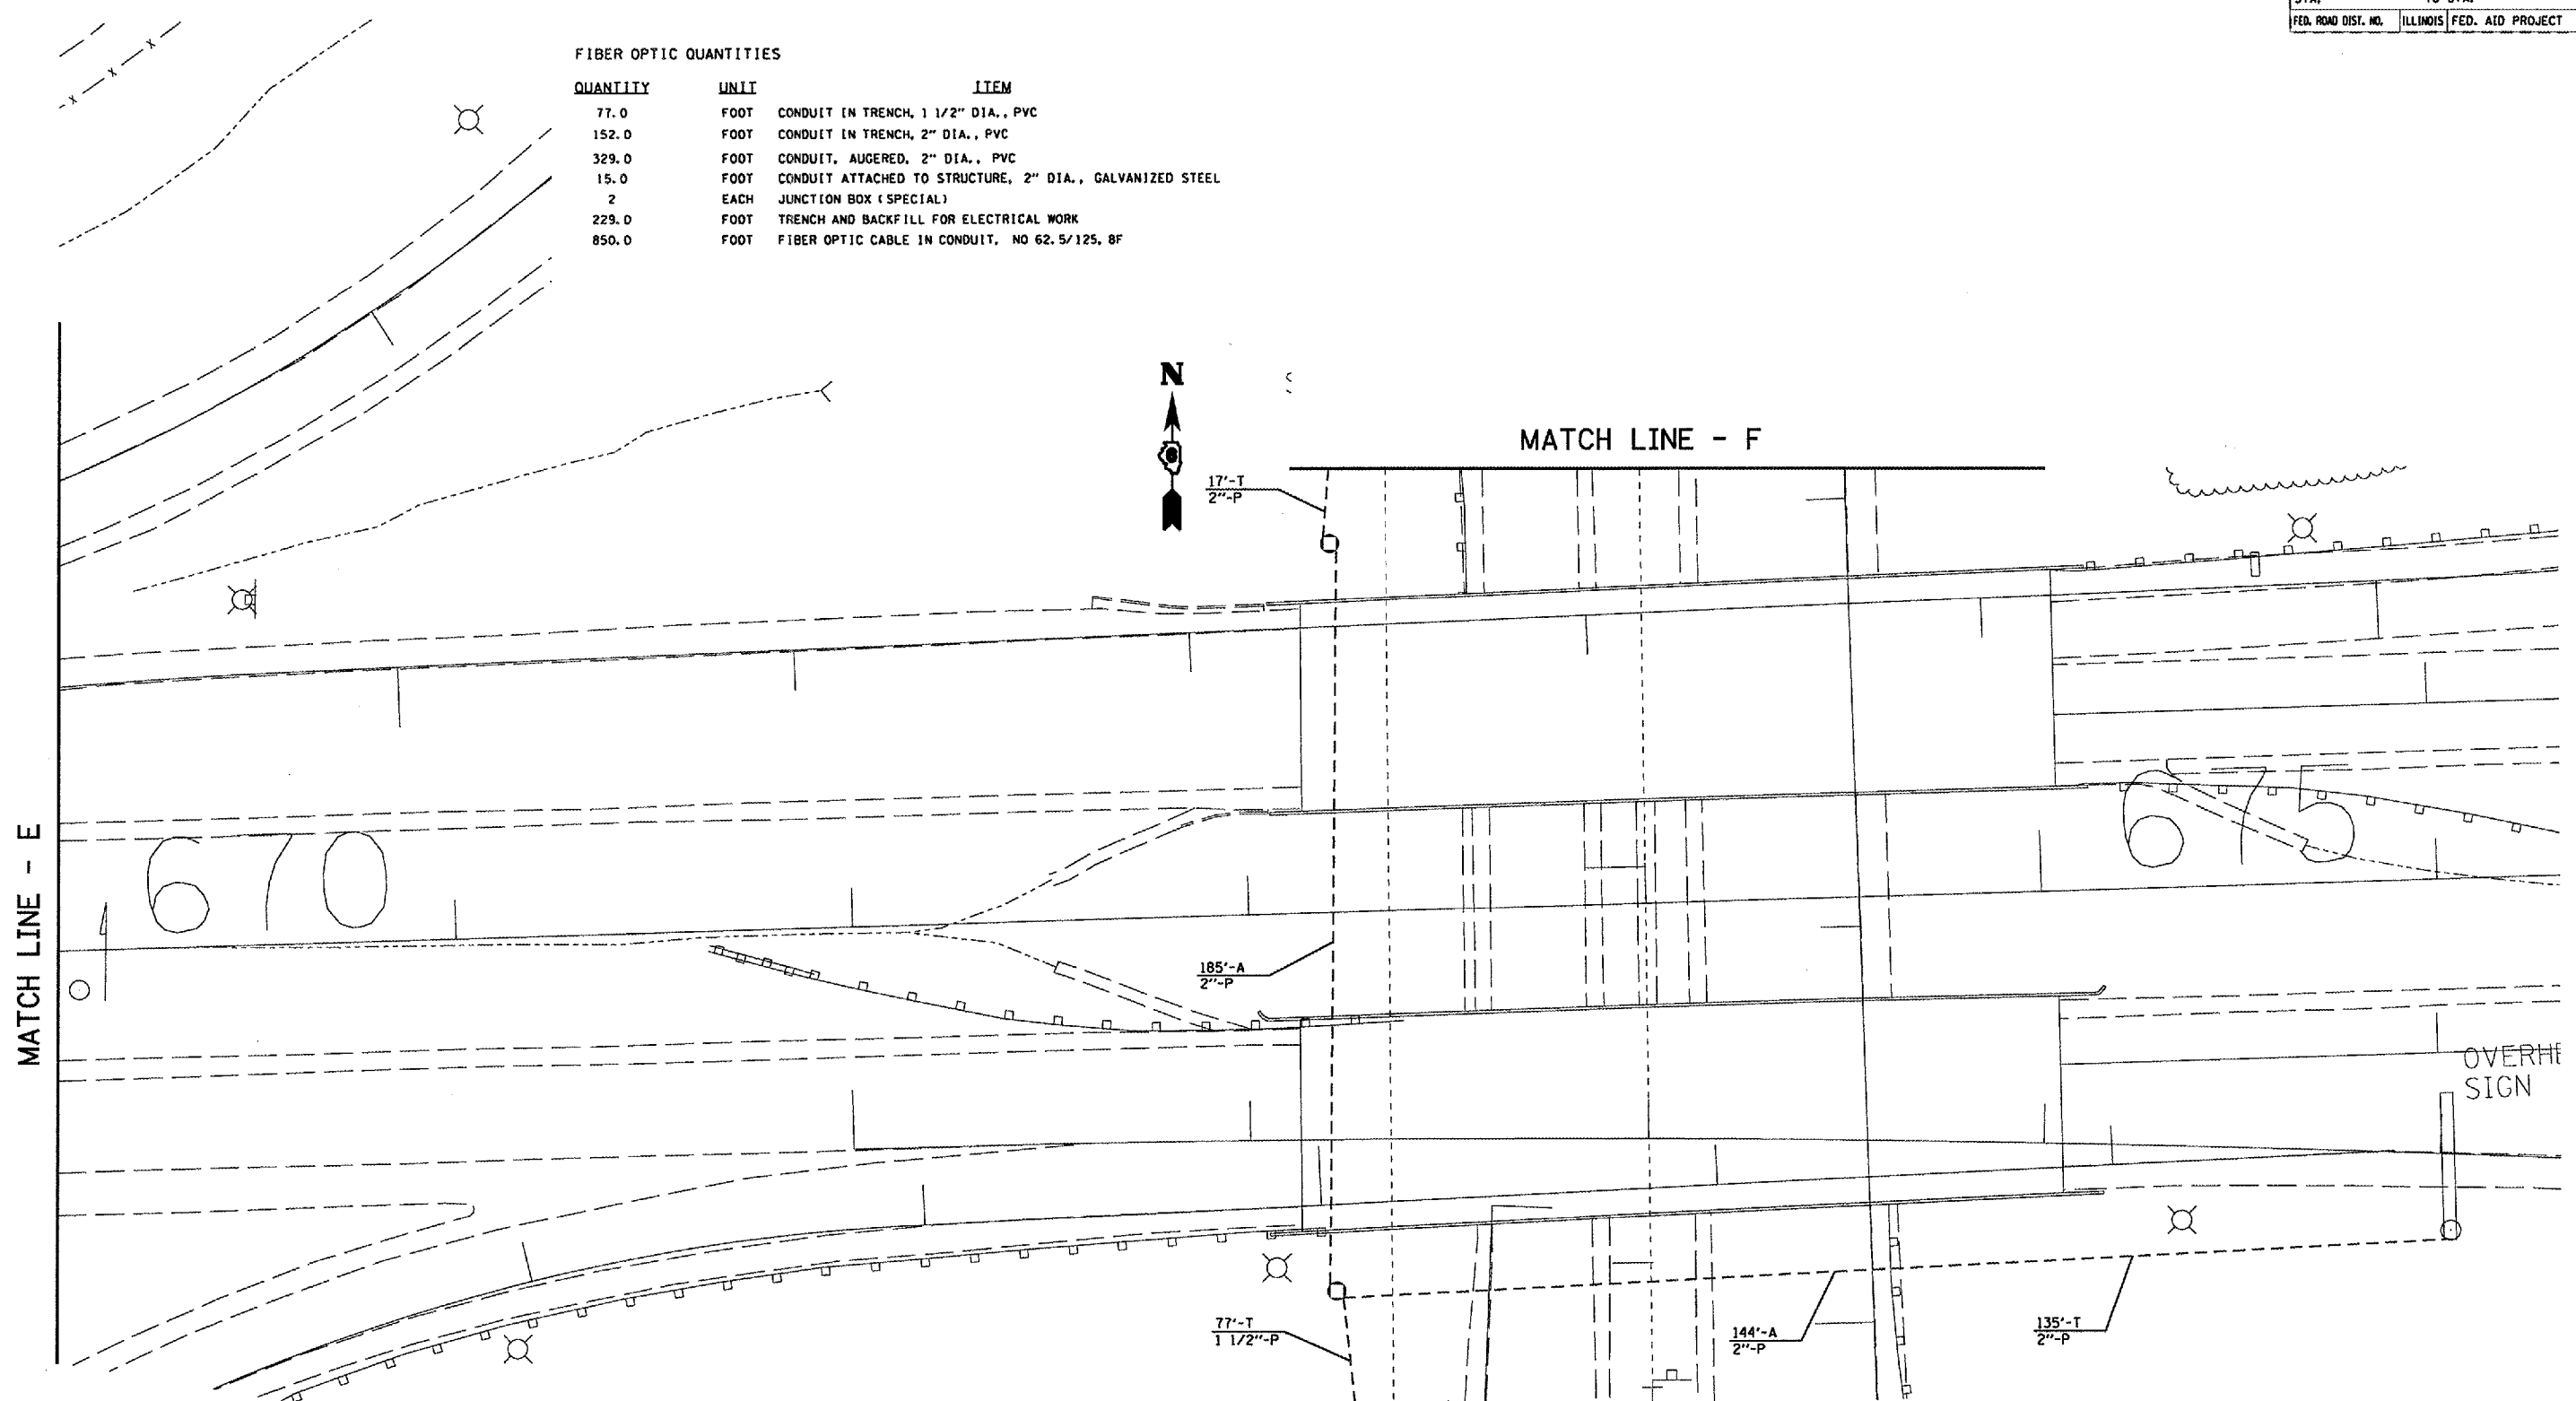 FED. ROAD DIST. NO. ILLINOIS FED. AID PROJECT
FIBER OPTIC QUANTITIES
QUANTITY UNIT ITEM
77.0 FOOT CONDUIT IN TRENCH, 1 1/2" DIA., PVC
152.0 FOOT CONDUIT IN TRENCH, 2" DIA., PVC
329.0 FOOT CONDUIT, AUGERED, 2" DIA., PVC
15.0 FOOT CONDUIT ATTACHED TO STRUCTURE, 2" DIA., GALVANIZED STEEL
2 EACH JUNCTION BOX (SPECIAL)
229.0 FOOT TRENCH AND BACKFILL FOR ELECTRICAL WORK
850.0 FOOT FIBER OPTIC CABLE IN CONDUIT, NO 62.5/125, 8F
N
MATCH LINE - F
17'-T
2"-P
MATCH LINE - E
670
675
185'-A
2"-P
SIGN
77'-T
1 1/2"-P
144'-A
2"-P
135'-T
2"-P